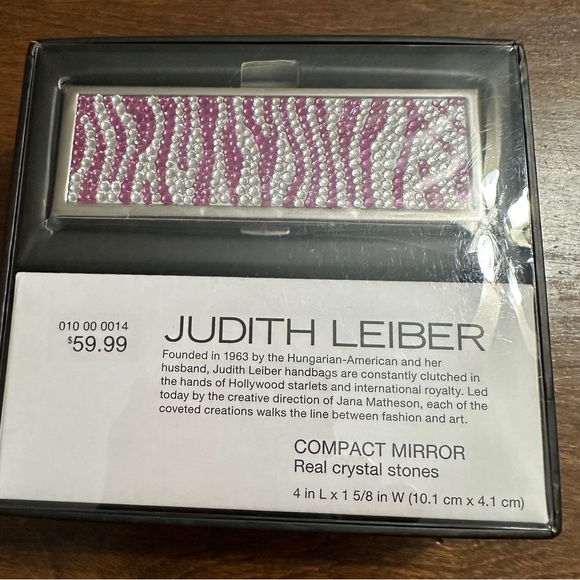 010 00 0014
$59.99
JUDITH LEIBER
Founded in 1963 by the Hungarian-American and her
husband, Judith Leiber handbags are constantly clutched in
the hands of Hollywood starlets and international royalty. Led
today by the creative direction of Jana Matheson, each of the
coveted creations walks the line between fashion and art.
COMPACT MIRROR
Real crystal stones
4 in L x 1 5/8 in W (10.1 cm x 4.1 cm)